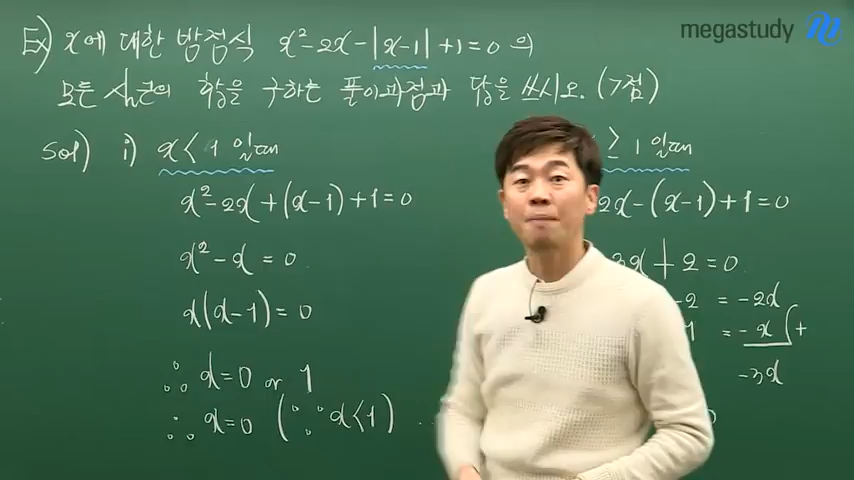 megastudy
Ex) x에 대한 방정식 x²-2x-|x-1|+1=0 의
모든 실근의 합을 구하는 풀이과정과 답을 쓰시오. (7점)
Sol) i) x<1 일때
x²-2x+(x-1)+1=0
x²-x=0
x(x-1)=0
∴ x=0 or 1
∴ x=0 (∵ x<1)
≥ 1 일때
2x-(x-1)+1=0
3x+2=0
-2 = -2x
1 = -x +
-3x
0